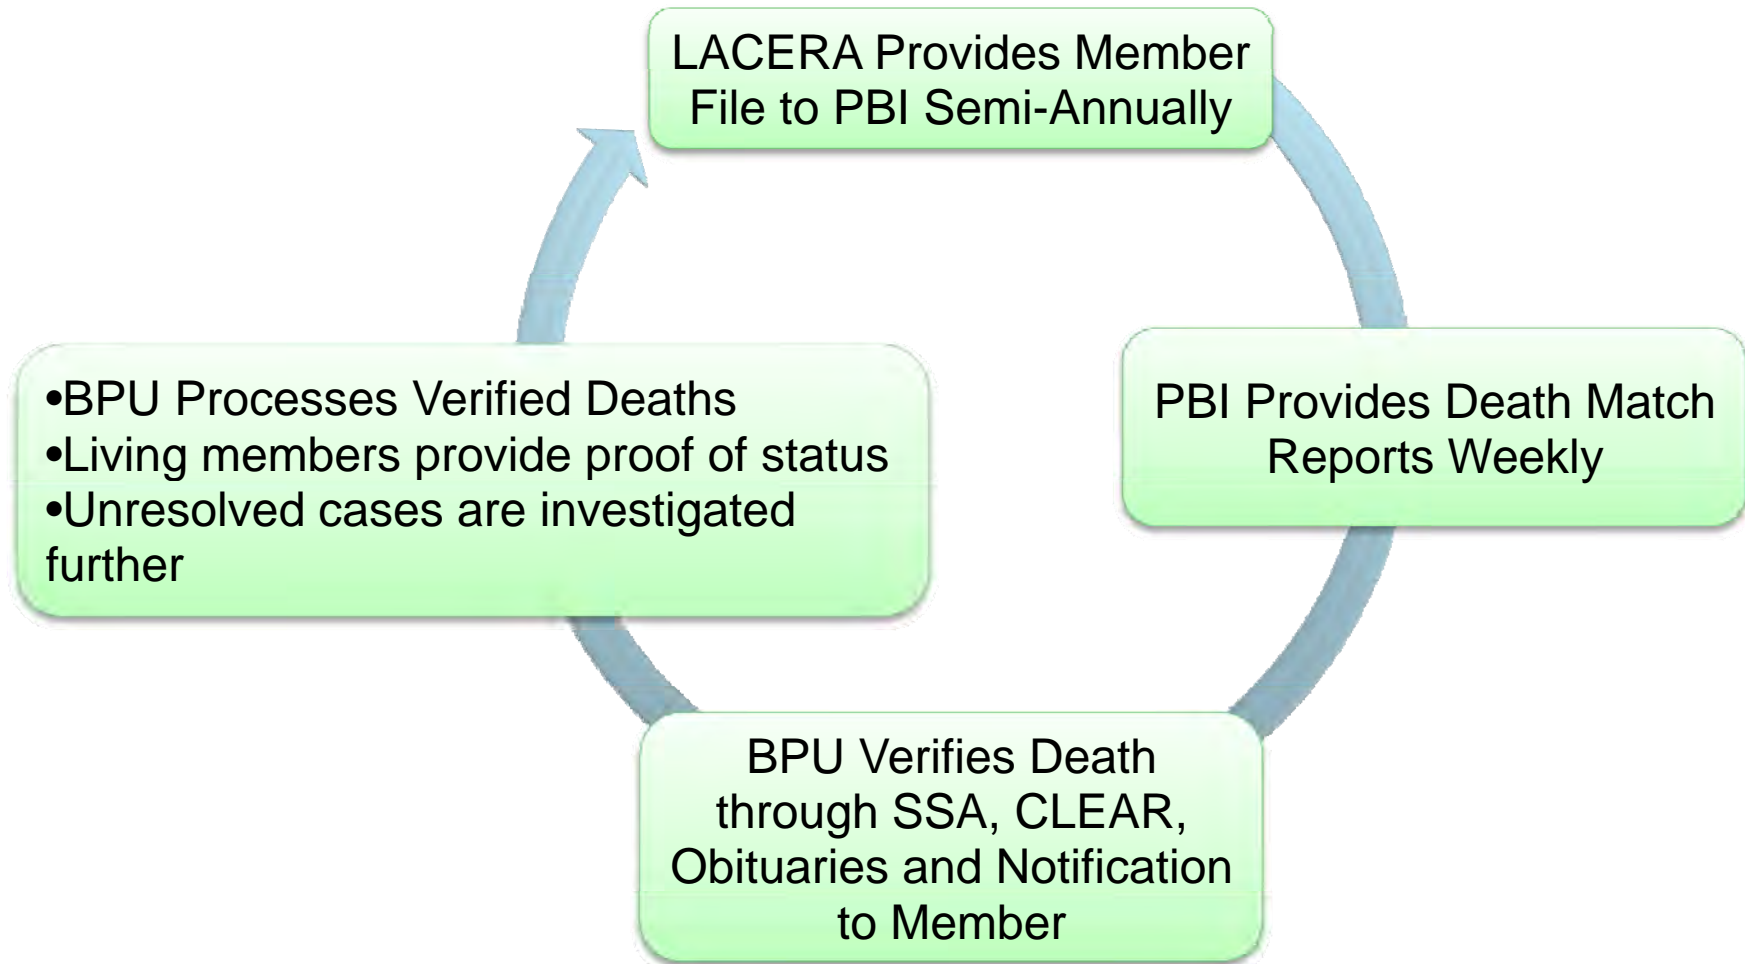 LACERA Provides Member
File to PBI Semi-Annually
PBI Provides Death Match
Reports Weekly
BPU Verifies Death
through SSA, CLEAR,
Obituaries and Notification
to Member
•BPU Processes Verified Deaths
•Living members provide proof of status
•Unresolved cases are investigated
further